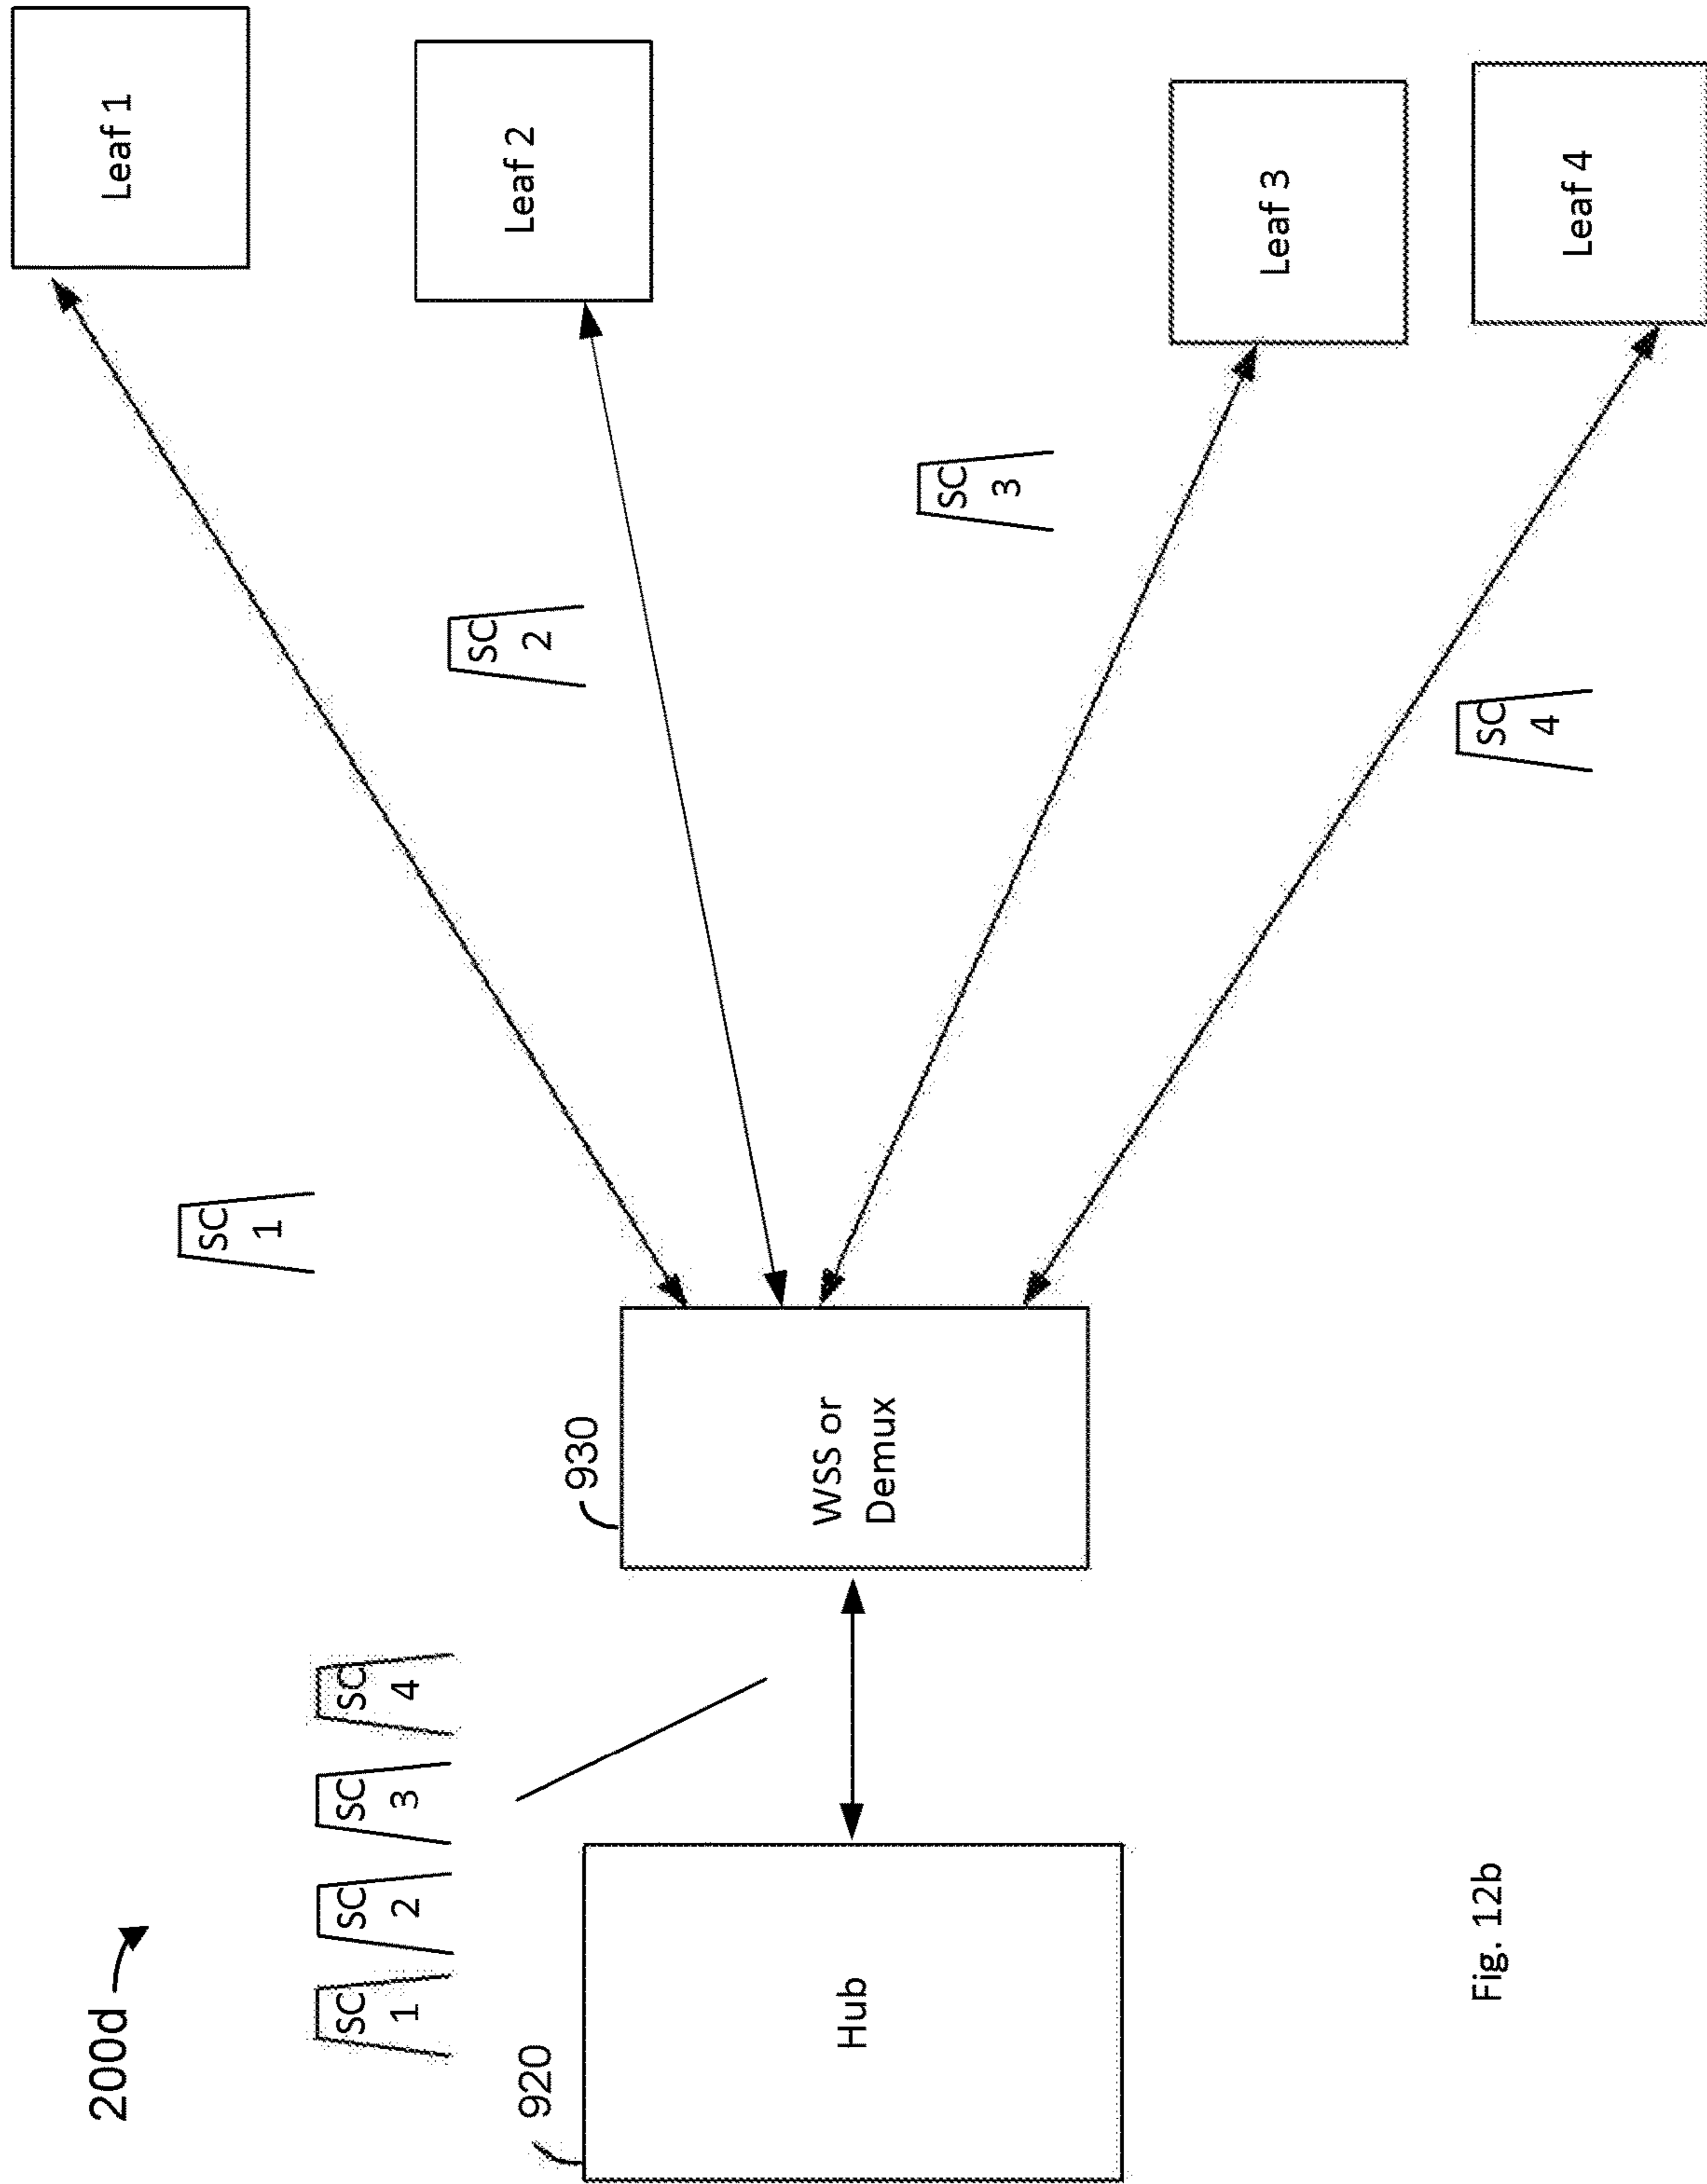 200d
SC
1
SC
2
SC
3
SC
4
920
Hub
930
WSS or
Demux
SC
1
SC
2
SC
3
SC
4
Leaf 1
Leaf 2
Leaf 3
Leaf 4
Fig. 12b